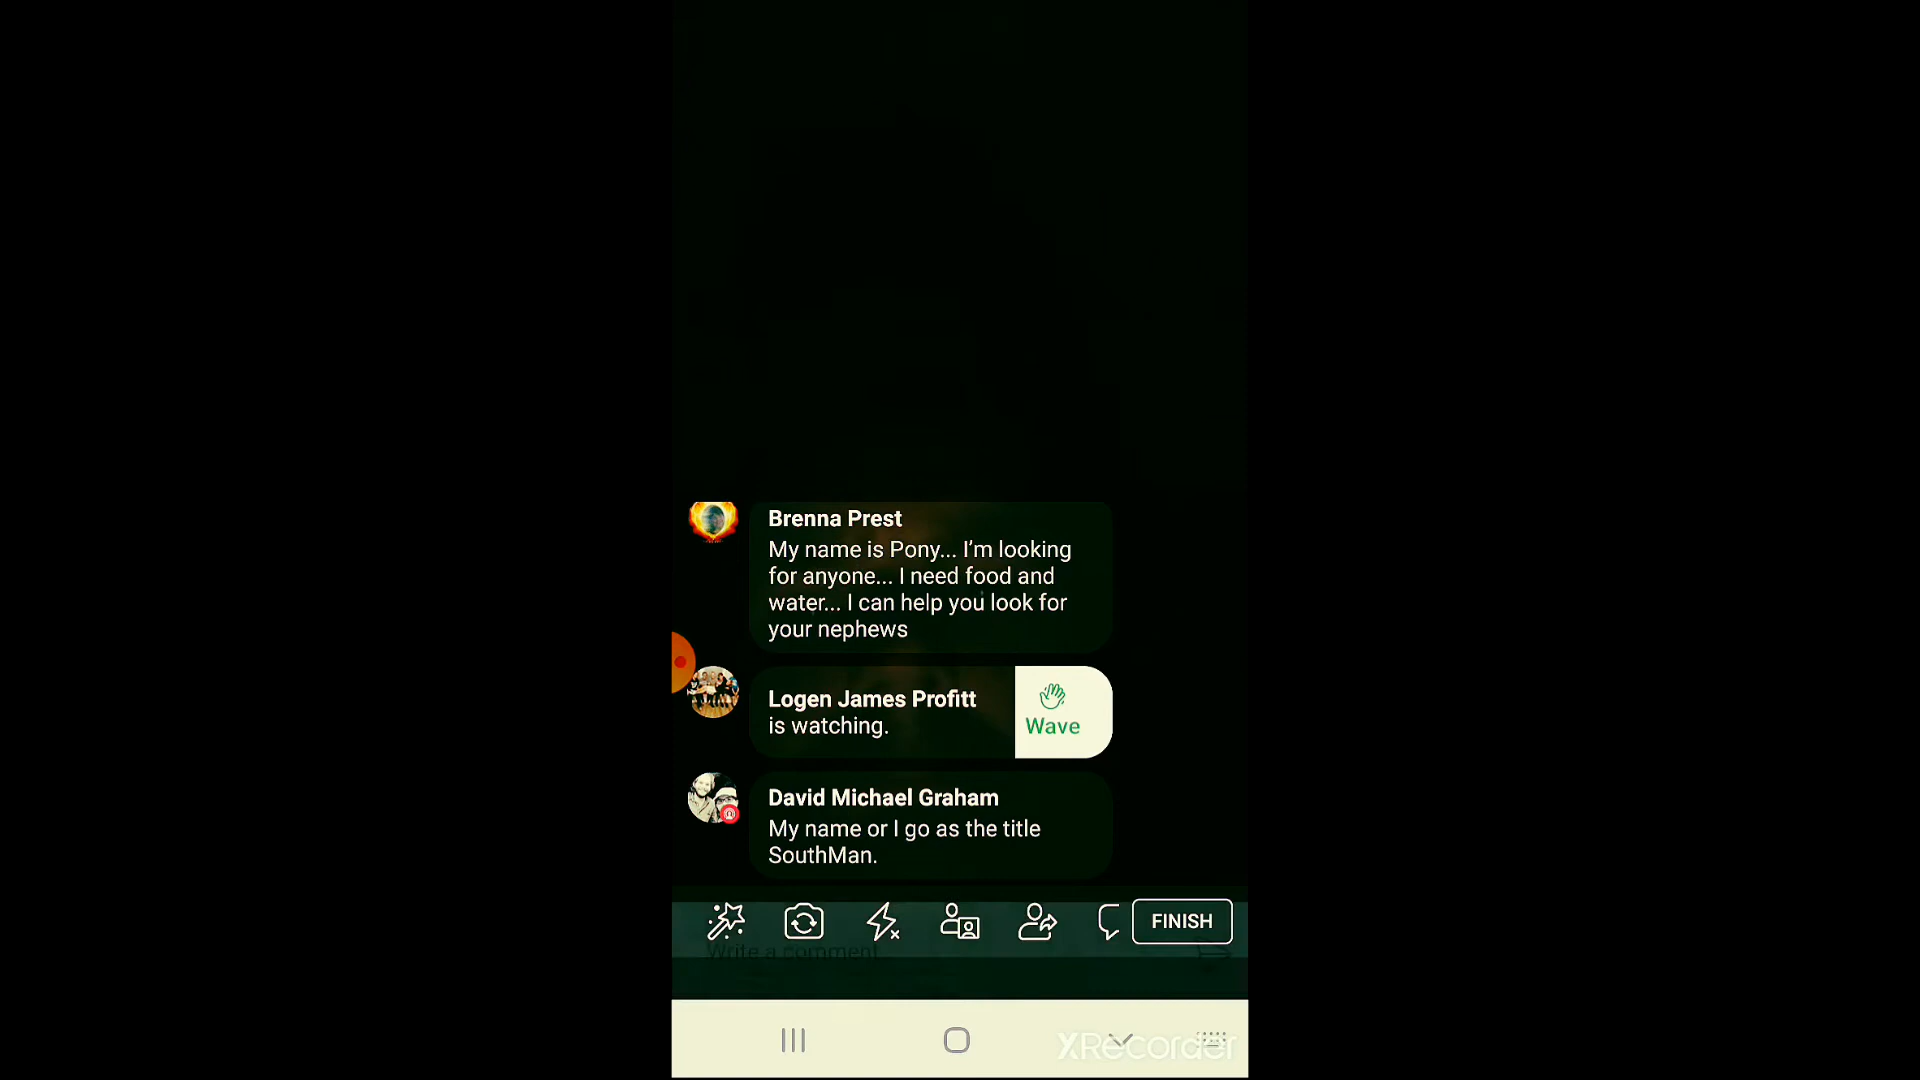 Brenna Prest
My name is Pony... I’m looking
for anyone... I need food and
water... I can help you look for
your nephews
Logen James Profitt
is watching.
Wave
David Michael Graham
My name or I go as the title
SouthMan.
FINISH
Write a comment
XRecorder